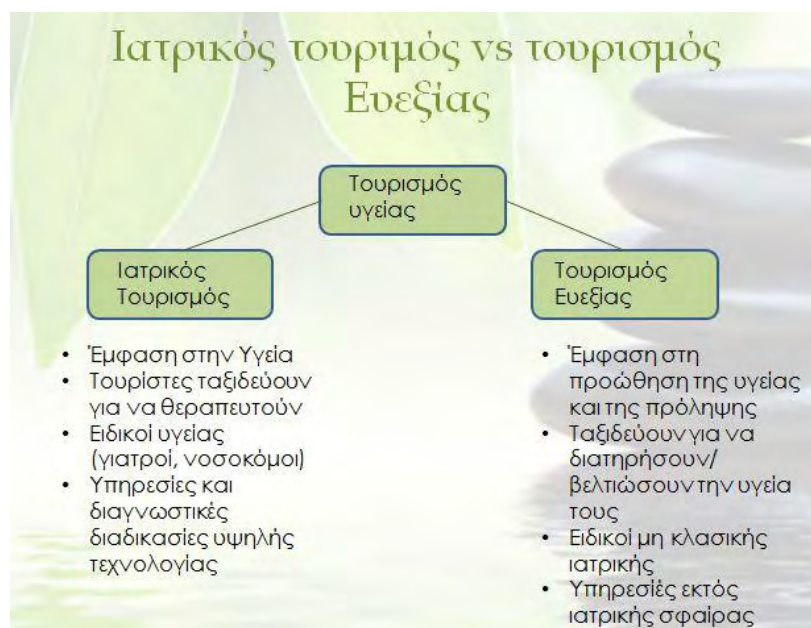 Ιατρικός τουριμός vs τουρισμός
Ευεξίας
Τουρισμός
υγείας
Ιατρικός
Τουρισμός
• Έμφαση στην Υγεία
• Τουρίστες ταξιδεύουν
για να θεραπευτούν
• Ειδικοί υγείας
(γιατροί, νοσοκόμοι)
• Υπηρεσίες και
διαγνωστικές
διαδικασίες υψηλής
τεχνολογίας
Τουρισμός
Ευεξίας
• Έμφαση στη
προώθηση της υγείας
και της πρόληψης
• Ταξιδεύουν για να
διατηρήσουν/
βελτιώσουν την υγεία
τους
• Ειδικοί μη κλασικής
ιατρικής
• Υπηρεσίές εκτός
ιατρικής σφαίρας